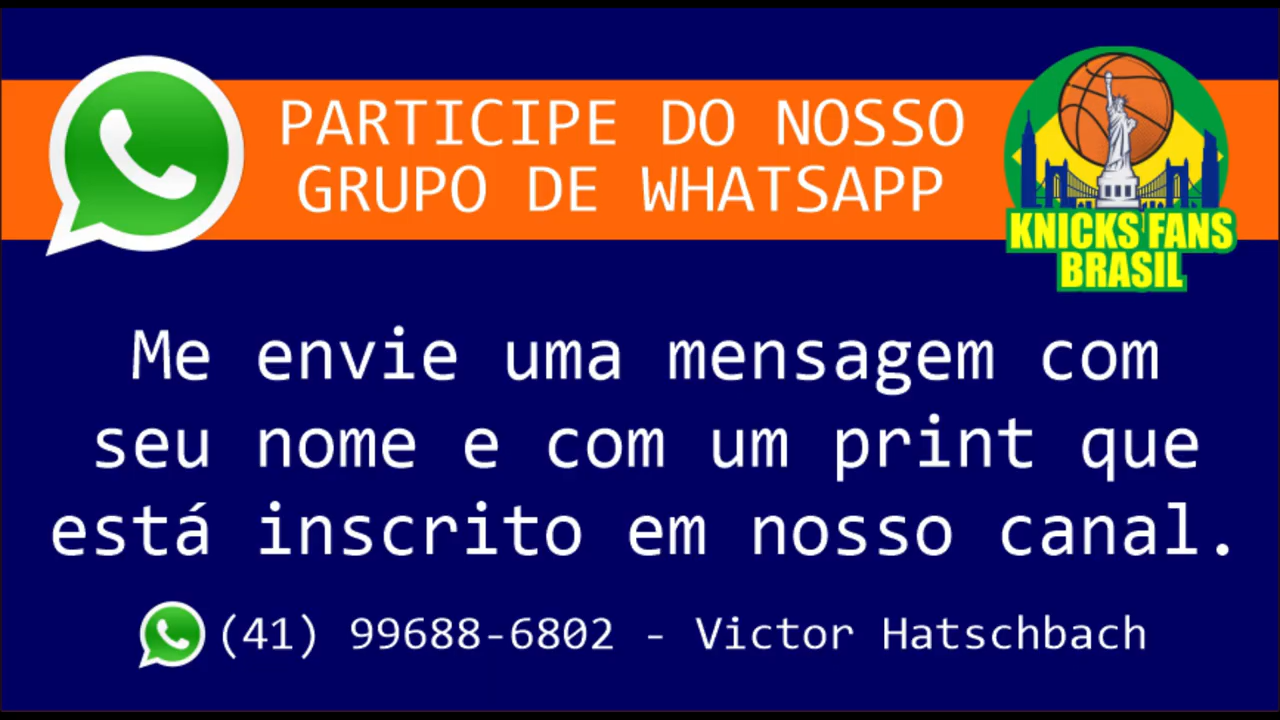 PARTICIPE DO NOSSO
GRUPO DE WHATSAPP
KNICKS FANS
BRASIL
Me envie uma mensagem com
seu nome e com um print que
está inscrito em nosso canal.
(41) 99688-6802 - Victor Hatschbach